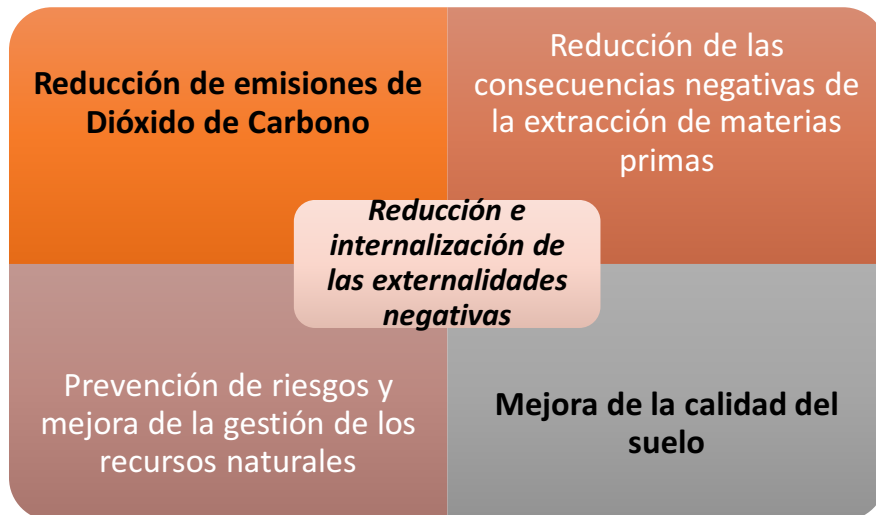 Reducción de emisiones de
Dióxido de Carbono
Reducción de las
consecuencias negativas de
la extracción de materias
primas
Reducción e
internalización de
las externalidades
negativas
Prevención de riesgos y
mejora de la gestión de los
recursos naturales
Mejora de la calidad del
suelo